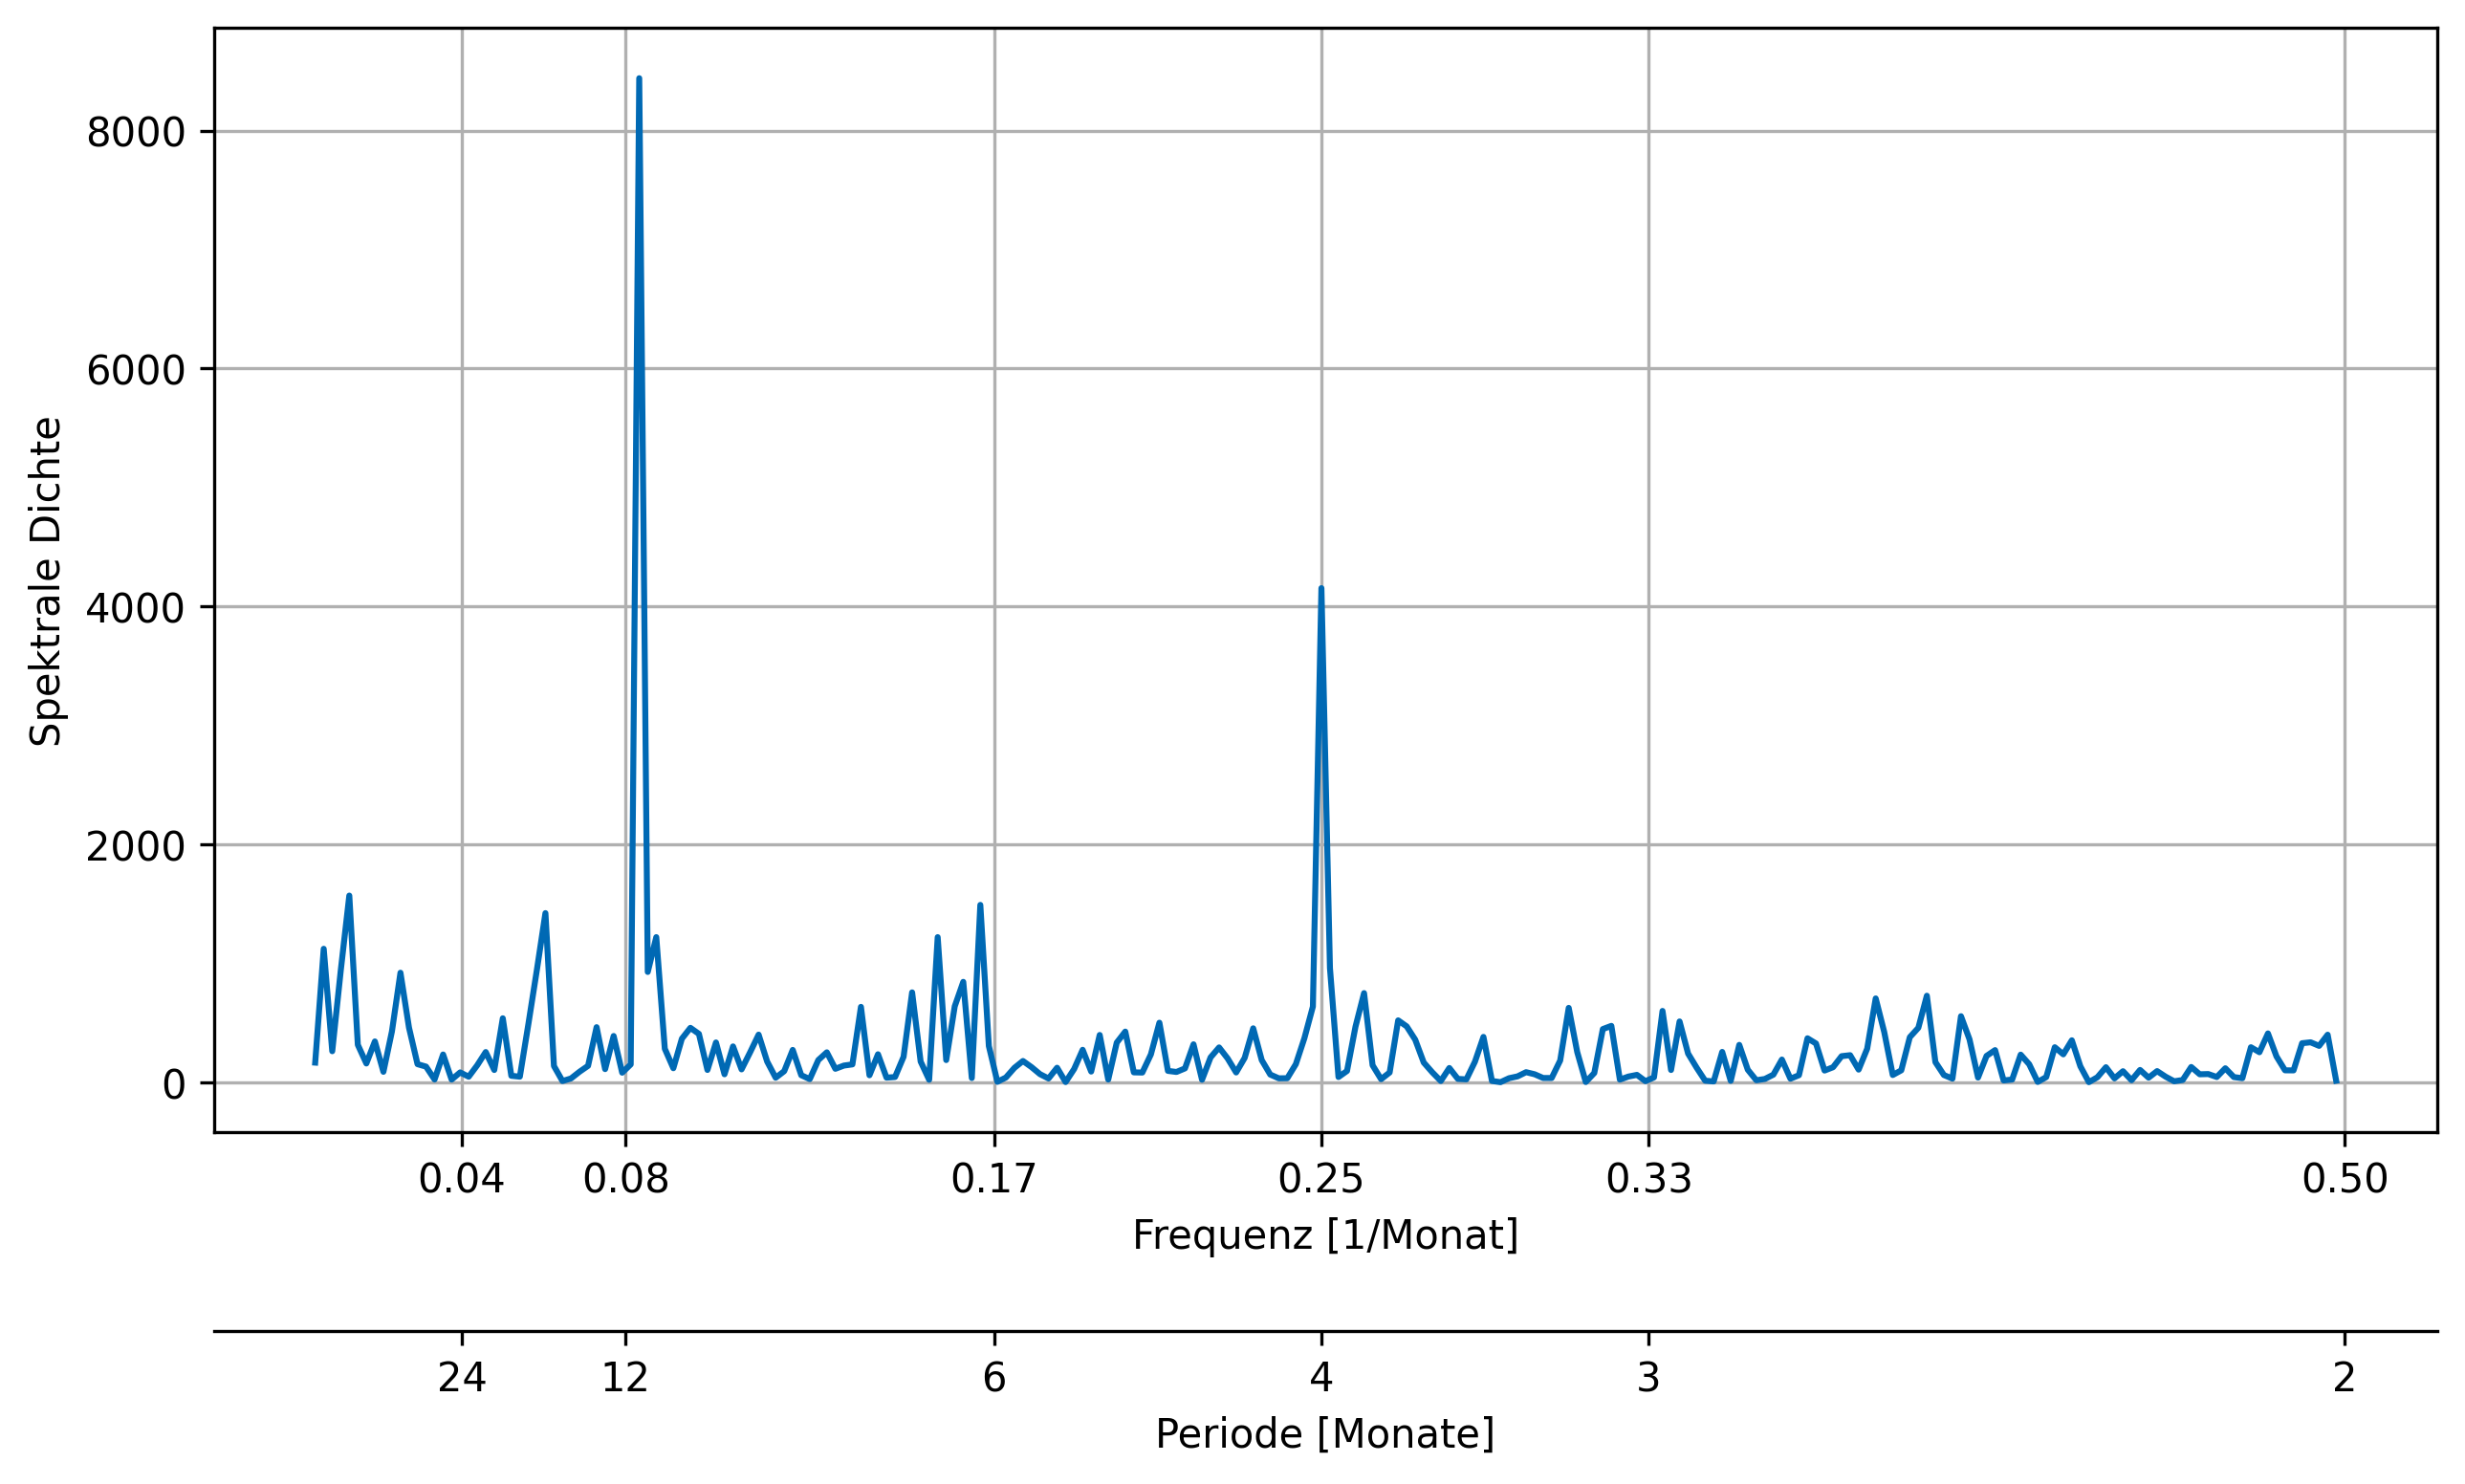 Spektrale Dichte
8000
6000
4000
2000
0
0.04 0.08 0.17 0.25 0.33 0.50
Frequenz [1/Monat]
24 12 6 4 3 2
Periode [Monate]